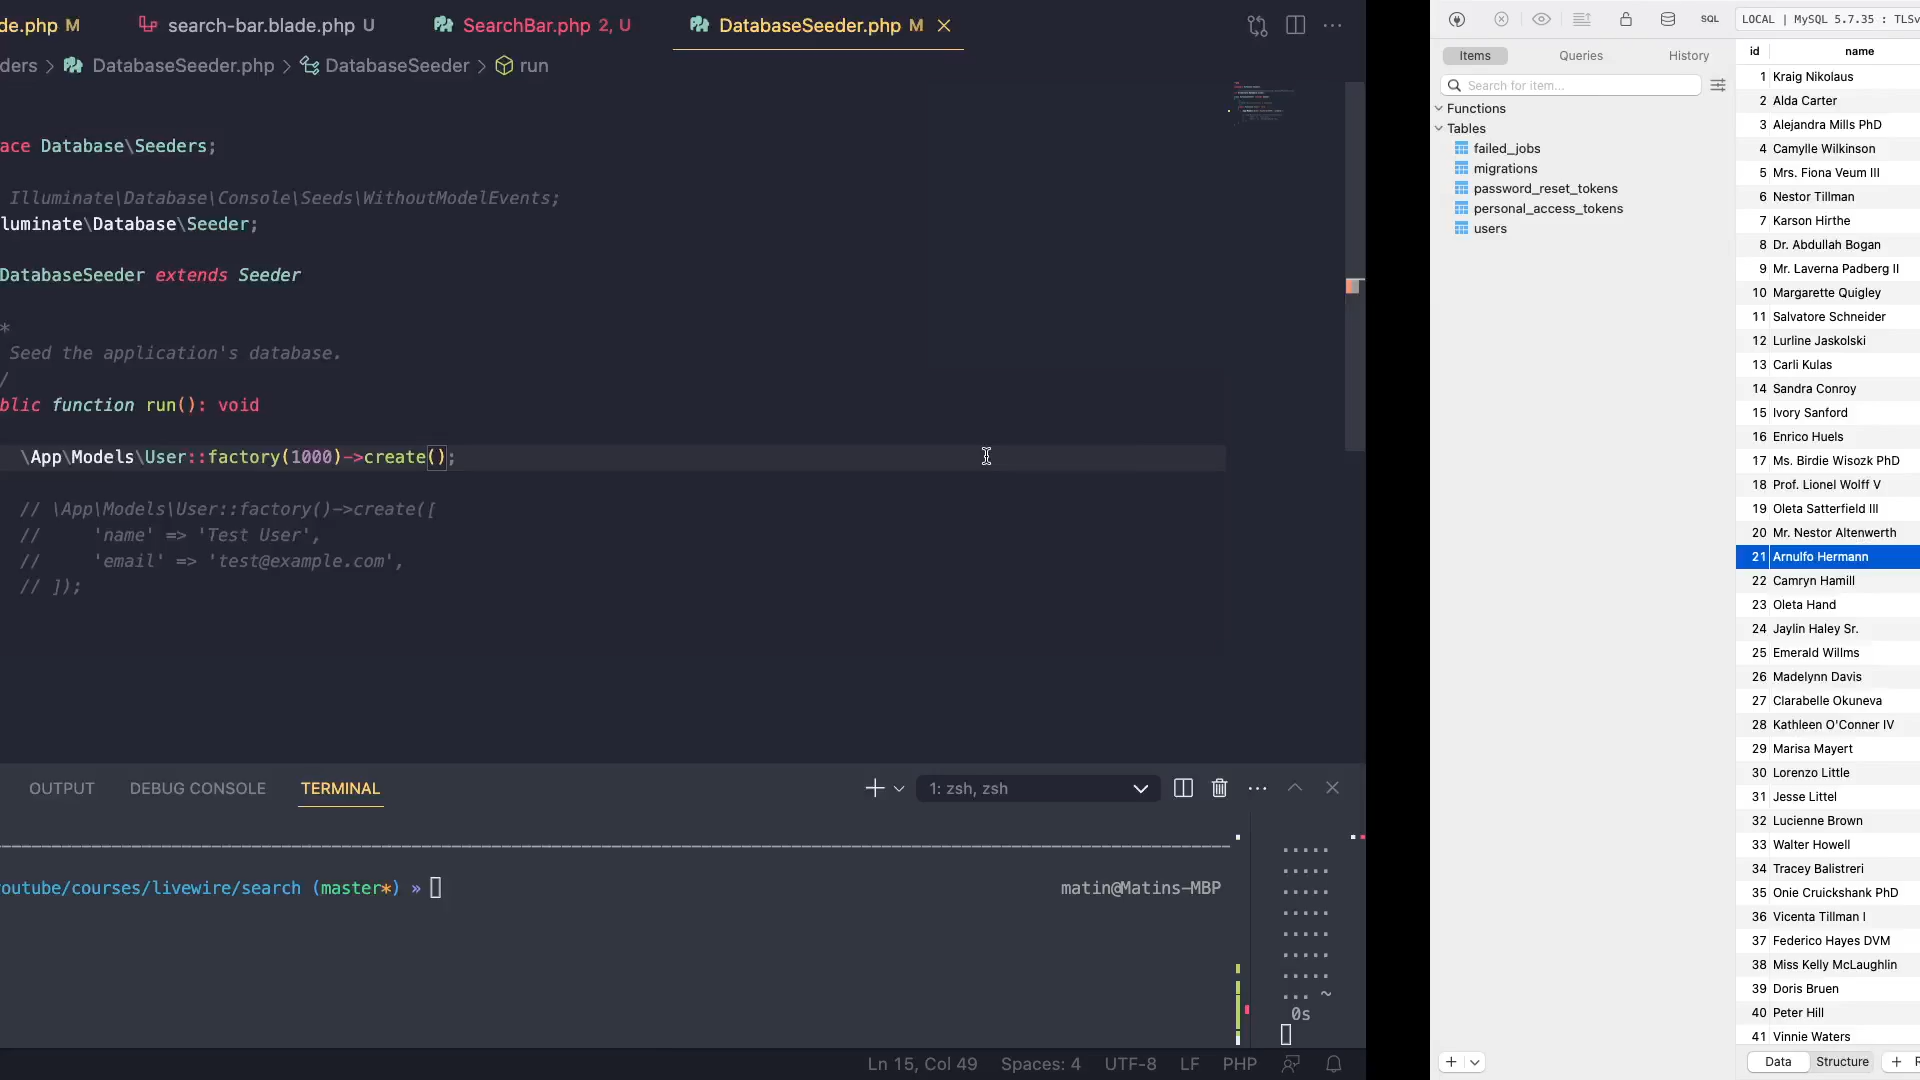 de.php M
search-bar.blade.php U
SearchBar.php 2, U
DatabaseSeeder.php M
ders > DatabaseSeeder.php > DatabaseSeeder > run
ace Database\Seeders;
Illuminate\Database\Console\Seeds\WithoutModelEvents;
luminate\Database\Seeder;
DatabaseSeeder extends Seeder
*
Seed the application's database.
/
blic function run(): void
\App\Models\User::factory(1000)->create();
// \App\Models\User::factory()->create([
//     'name' => 'Test User',
//     'email' => 'test@example.com',
// ]);
OUTPUT
DEBUG CONSOLE
TERMINAL
1: zsh, zsh
outube/courses/livewire/search (master*) »
matin@Matins-MBP
.....
.....
.....
.....
.....
.....
.....
... ~
0s
Ln 15, Col 49
Spaces: 4
UTF-8
LF
PHP
SQL
LOCAL | MySQL 5.7.35 : TLSv
Items
Queries
History
Search for item...
Functions
Tables
failed_jobs
migrations
password_reset_tokens
personal_access_tokens
users
id name
1 Kraig Nikolaus
2 Alda Carter
3 Alejandra Mills PhD
4 Camylle Wilkinson
5 Mrs. Fiona Veum III
6 Nestor Tillman
7 Karson Hirthe
8 Dr. Abdullah Bogan
9 Mr. Laverna Padberg II
10 Margarette Quigley
11 Salvatore Schneider
12 Lurline Jaskolski
13 Carli Kulas
14 Sandra Conroy
15 Ivory Sanford
16 Enrico Huels
17 Ms. Birdie Wisozk PhD
18 Prof. Lionel Wolff V
19 Oleta Satterfield III
20 Mr. Nestor Altenwerth
21 Arnulfo Hermann
22 Camryn Hamill
23 Oleta Hand
24 Jaylin Haley Sr.
25 Emerald Willms
26 Madelynn Davis
27 Clarabelle Okuneva
28 Kathleen O'Conner IV
29 Marisa Mayert
30 Lorenzo Little
31 Jesse Littel
32 Lucienne Brown
33 Walter Howell
34 Tracey Balistreri
35 Onie Cruickshank PhD
36 Vicenta Tillman I
37 Federico Hayes DVM
38 Miss Kelly McLaughlin
39 Doris Bruen
40 Peter Hill
41 Vinnie Waters
Data
Structure